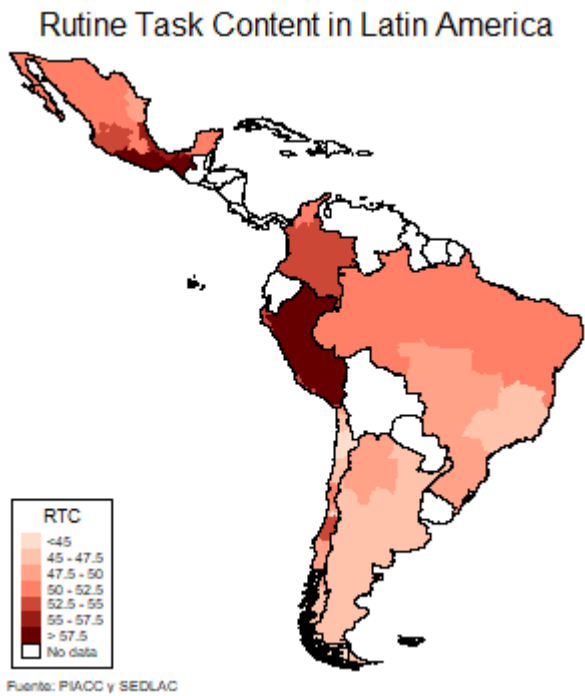 Rutine Task Content in Latin America
RTC
<45
45 - 47.5
47.5 - 50
50 - 52.5
52.5 - 55
55 - 57.5
> 57.5
No data
Fuente: PIACC y SEDLAC